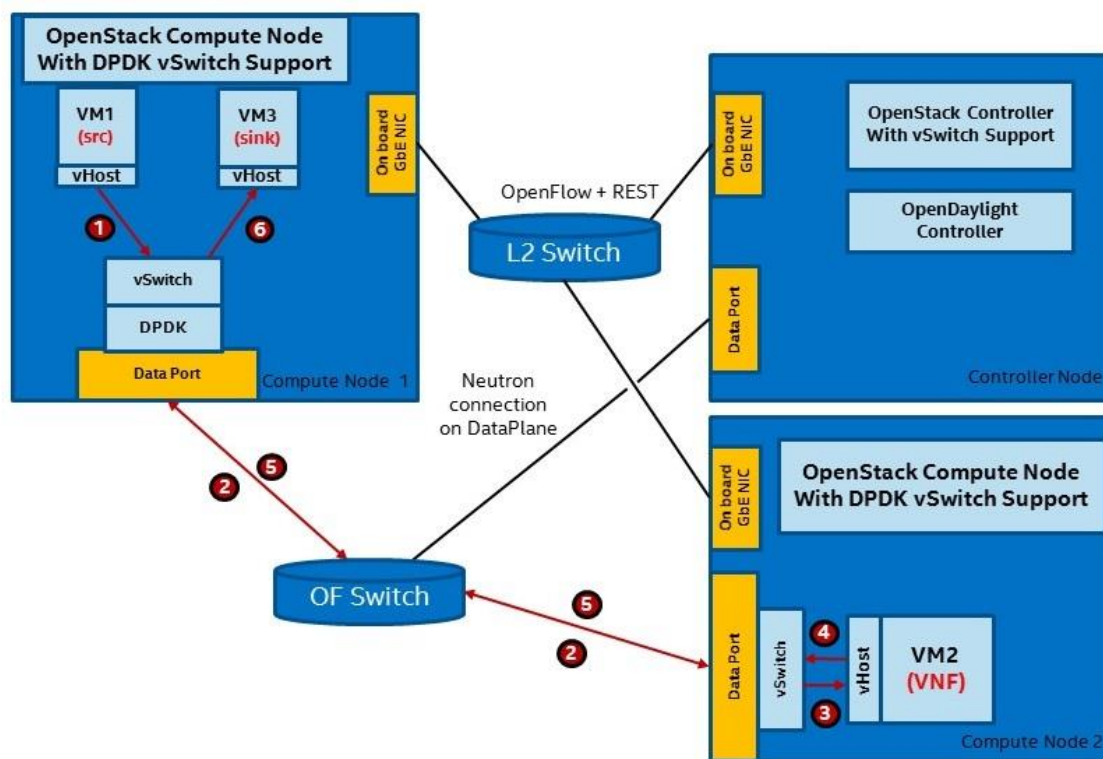 OpenStack Compute Node
With DPDK vSwitch Support
VM1
(src)
vHost
VM3
(sink)
vHost
On board
GbE NIC
1
6
vSwitch
DPDK
Data Port
Compute Node 1
OpenFlow + REST
L2 Switch
On board
GbE NIC
OpenStack Controller
With vSwitch Support
OpenDaylight
Controller
Data Port
Controller Node
Neutron
connection
on DataPlane
5
2
OF Switch
5
2
On board
GbE NIC
OpenStack Compute Node
With DPDK vSwitch Support
Data Port
vSwitch
4
3
vHost
VM2
(VNF)
Compute Node 2